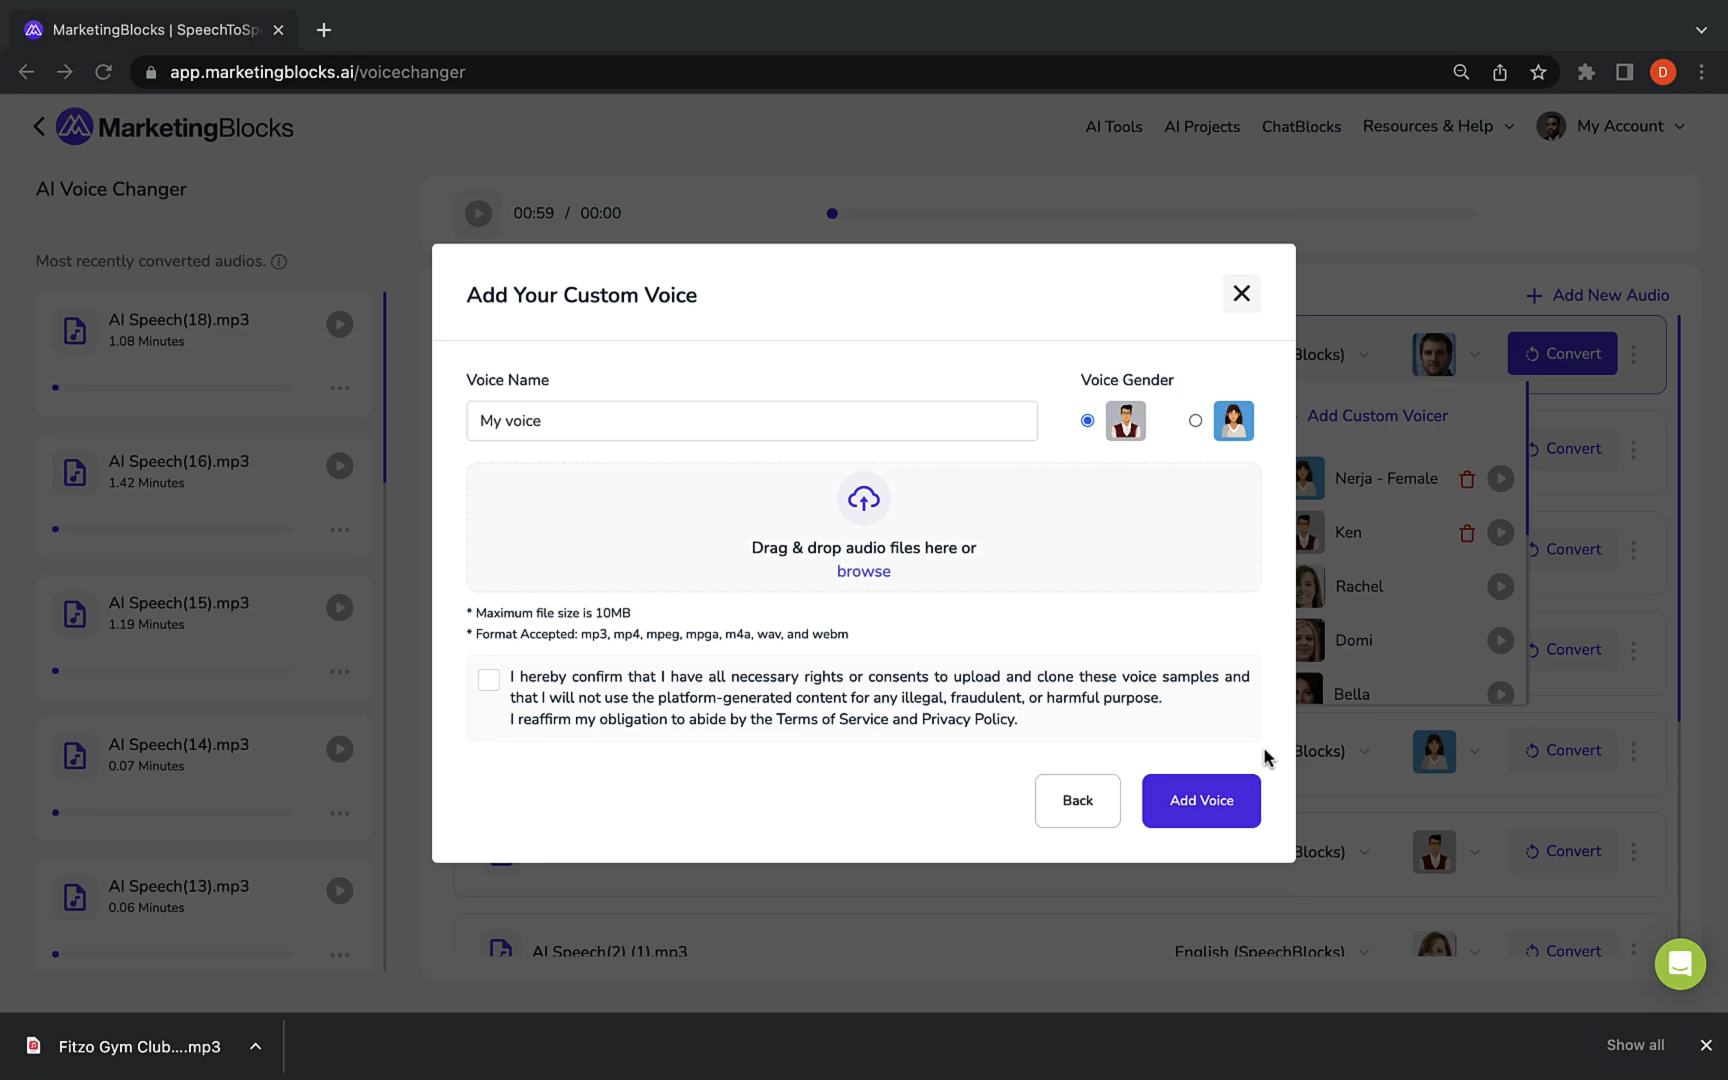 MarketingBlocks | SpeechToSp
app.marketingblocks.ai/voicechanger
D
MarketingBlocks
AI Tools
AI Projects
ChatBlocks
Resources & Help
My Account
AI Voice Changer
00:59 / 00:00
Most recently converted audios.
Add New Audio
AI Speech(18).mp3
1.08 Minutes
AI Speech(16).mp3
1.42 Minutes
AI Speech(15).mp3
1.19 Minutes
AI Speech(14).mp3
0.07 Minutes
AI Speech(13).mp3
0.06 Minutes
Add Your Custom Voice
Voice Name
Voice Gender
My voice
Drag & drop audio files here or
browse
* Maximum file size is 10MB
* Format Accepted: mp3, mp4, mpeg, mpga, m4a, wav, and webm
I hereby confirm that I have all necessary rights or consents to upload and clone these voice samples and
that I will not use the platform-generated content for any illegal, fraudulent, or harmful purpose.
I reaffirm my obligation to abide by the Terms of Service and Privacy Policy.
Back
Add Voice
Blocks)
Convert
Add Custom Voicer
Convert
Nerja - Female
Ken
Convert
Rachel
Domi
Convert
Bella
Blocks)
Convert
Blocks)
Convert
AI Speech(2) (1).mp3
English (SpeechBlocks)
Convert
Fitzo Gym Club....mp3
Show all